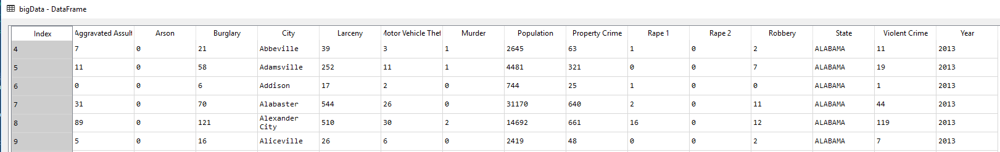 bigData - DataFrame
Index Aggravated Assult Arson Burglary City Larceny Motor Vehicle Thef Murder Population Property Crime Rape 1 Rape 2 Robbery State Violent Crime Year
4 7 0 21 Abbeville 39 3 1 2645 63 1 0 2 ALABAMA 11 2013
5 11 0 58 Adamsville 252 11 1 4481 321 0 0 7 ALABAMA 19 2013
6 0 0 6 Addison 17 2 0 744 25 1 0 0 ALABAMA 1 2013
7 31 0 70 Alabaster 544 26 0 31170 640 2 0 11 ALABAMA 44 2013
8 89 0 121 Alexander City 510 30 2 14692 661 16 0 12 ALABAMA 119 2013
9 5 0 16 Aliceville 26 6 0 2419 48 0 0 2 ALABAMA 7 2013